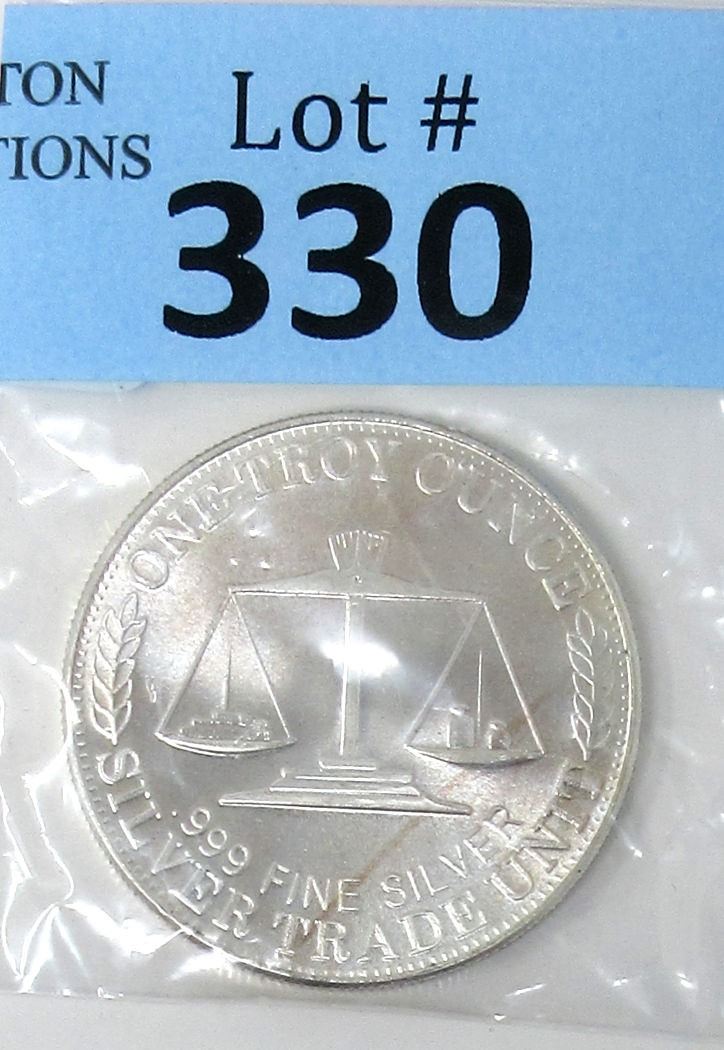 TON
TIONS
Lot #
330
ONE TROY OUNCE
.999 FINE SILVER
SILVER TRADE UNIT